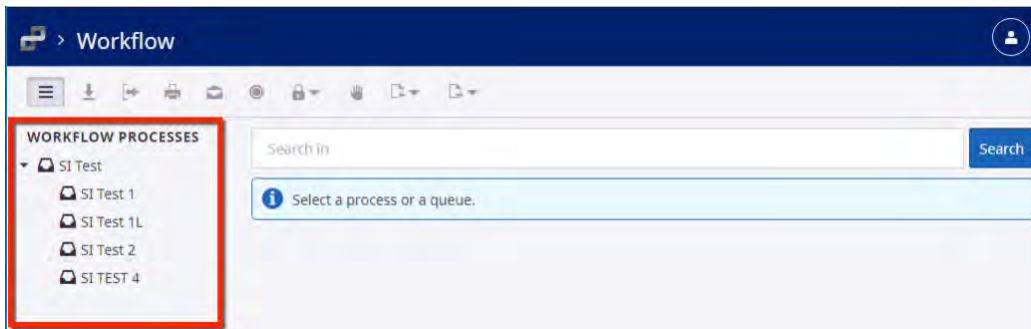 > Workflow
WORKFLOW PROCESSES
SI Test
SI Test 1
SI Test 1L
SI Test 2
SI TEST 4
Search in
Search
Select a process or a queue.